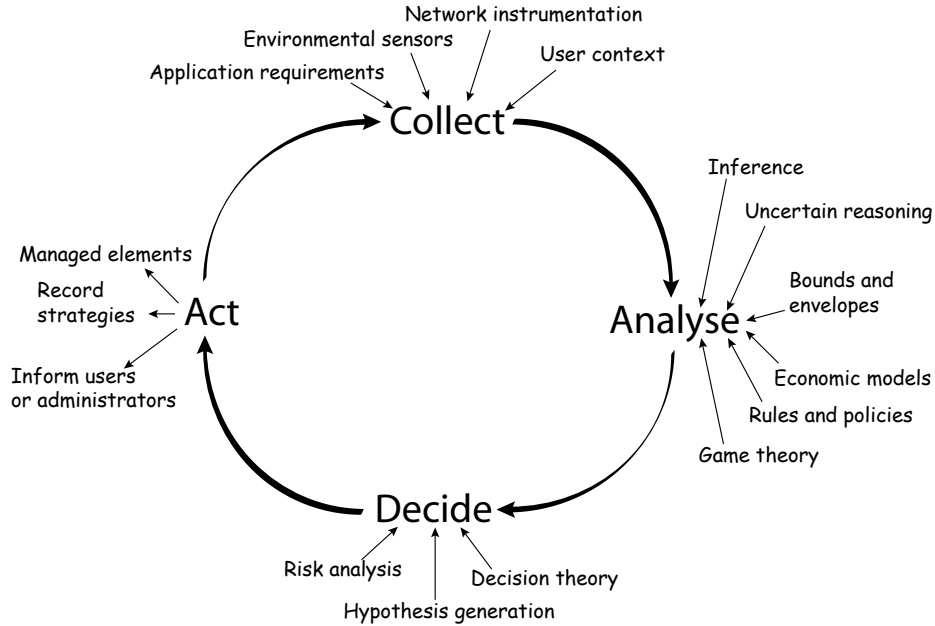 Network instrumentation
Environmental sensors
User context
Application requirements
Collect
Inference
Uncertain reasoning
Bounds and
envelopes
Analyse
Economic models
Rules and policies
Game theory
Decide
Risk analysis
Decision theory
Hypothesis generation
Act
Managed elements
Record
strategies
Inform users
or administrators